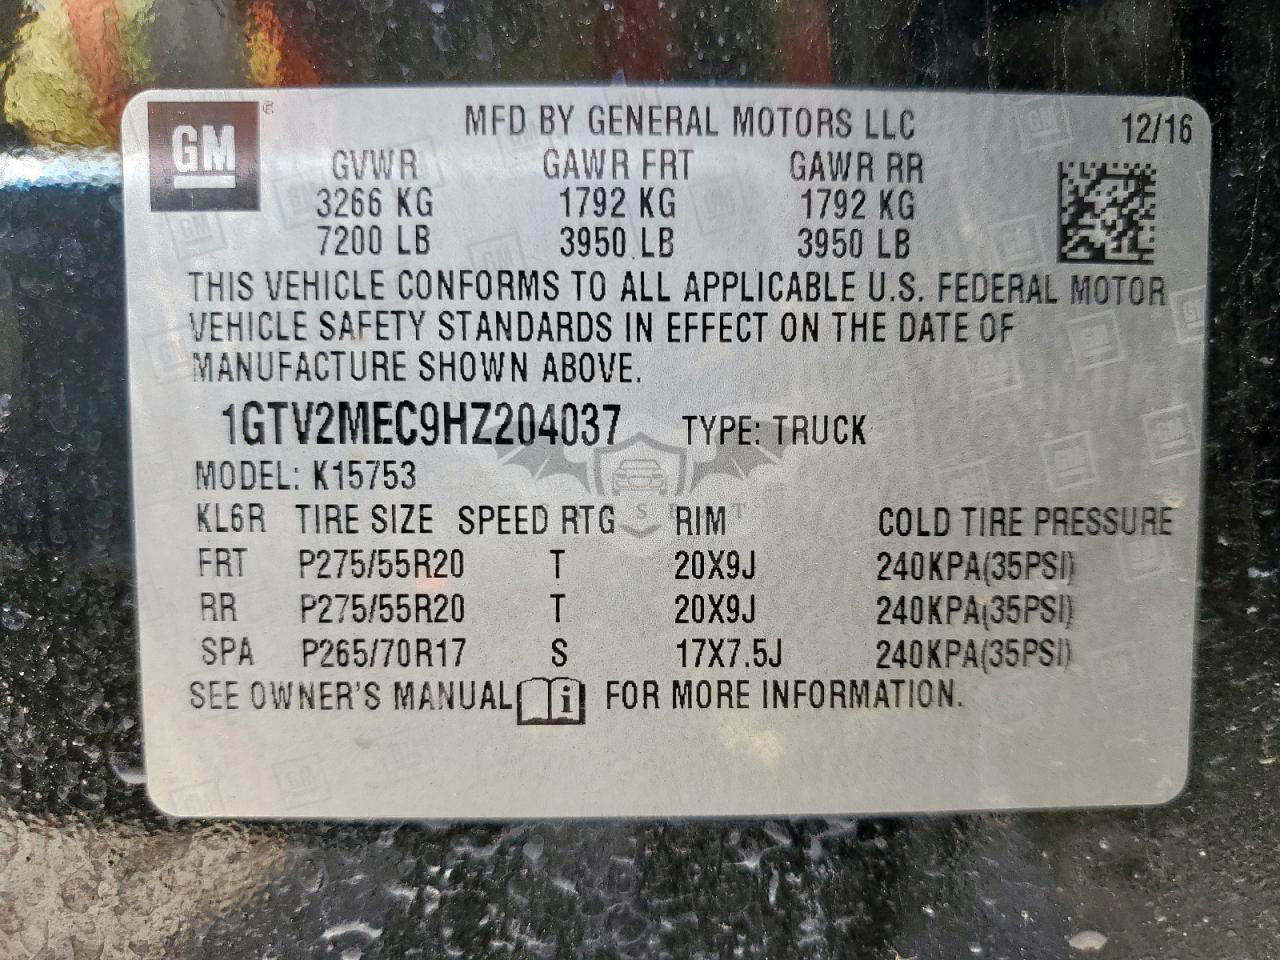 GM ® MFD BY GENERAL MOTORS LLC 12/16
GVWR GAWR FRT GAWR RR
3266 KG 1792 KG 1792 KG
7200 LB 3950 LB 3950 LB
THIS VEHICLE CONFORMS TO ALL APPLICABLE U.S. FEDERAL MOTOR
VEHICLE SAFETY STANDARDS IN EFFECT ON THE DATE OF
MANUFACTURE SHOWN ABOVE.
1GTV2MEC9HZ204037 TYPE: TRUCK
MODEL: K15753
KL6R TIRE SIZE SPEED RTG RIM COLD TIRE PRESSURE
FRT P275/55R20 T 20X9J 240KPA(35PSI)
RR P275/55R20 T 20X9J 240KPA(35PSI)
SPA P265/70R17 S 17X7.5J 240KPA(35PSI)
SEE OWNER'S MANUAL i FOR MORE INFORMATION.